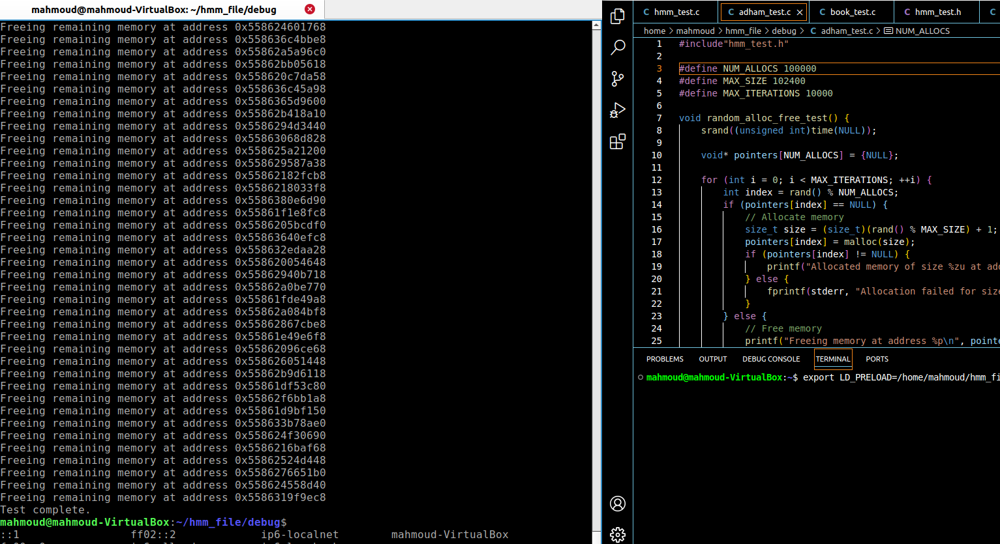 mahmoud@mahmoud-VirtualBox: ~/hmm_file/debug
Freeing remaining memory at address 0x558624601768
Freeing remaining memory at address 0x558636c4bbe8
Freeing remaining memory at address 0x55862a5a96c0
Freeing remaining memory at address 0x55862bb05618
Freeing remaining memory at address 0x558620c7da58
Freeing remaining memory at address 0x558636c45a98
Freeing remaining memory at address 0x5586365d9600
Freeing remaining memory at address 0x55862b418a10
Freeing remaining memory at address 0x5586294d3440
Freeing remaining memory at address 0x55863068d828
Freeing remaining memory at address 0x558625a21200
Freeing remaining memory at address 0x558629587a38
Freeing remaining memory at address 0x55862182fcb8
Freeing remaining memory at address 0x5586218033f8
Freeing remaining memory at address 0x5586380e6d90
Freeing remaining memory at address 0x55861f1e8fc8
Freeing remaining memory at address 0x5586205bcdf0
Freeing remaining memory at address 0x55863640efc8
Freeing remaining memory at address 0x558632edaa28
Freeing remaining memory at address 0x558620054648
Freeing remaining memory at address 0x55862940b718
Freeing remaining memory at address 0x55862a0be770
Freeing remaining memory at address 0x55861fde49a8
Freeing remaining memory at address 0x55862a084bf8
Freeing remaining memory at address 0x55862867cbe8
Freeing remaining memory at address 0x55861e49e6f8
Freeing remaining memory at address 0x55862096ce68
Freeing remaining memory at address 0x558626051448
Freeing remaining memory at address 0x55862b9d6118
Freeing remaining memory at address 0x55861df53c80
Freeing remaining memory at address 0x55862f6bb1a8
Freeing remaining memory at address 0x55861d9bf150
Freeing remaining memory at address 0x558633b78ae0
Freeing remaining memory at address 0x558624f30690
Freeing remaining memory at address 0x5586216baf68
Freeing remaining memory at address 0x55862524d448
Freeing remaining memory at address 0x5586276651b0
Freeing remaining memory at address 0x558624558d40
Freeing remaining memory at address 0x5586319f9ec8
Test complete.
mahmoud@mahmoud-VirtualBox:~/hmm_file/debug$
::1 ff02::2 ip6-localnet mahmoud-VirtualBox
C hmm_test.c C adham_test.c C book_test.c C hmm_test.h C
home > mahmoud > hmm_file > debug > C adham_test.c > NUM_ALLOCS
1 #include"hmm_test.h"
2
3 #define NUM_ALLOCS 100000
4 #define MAX_SIZE 102400
5 #define MAX_ITERATIONS 10000
6
7 void random_alloc_free_test() {
8 srand((unsigned int)time(NULL));
9
10 void* pointers[NUM_ALLOCS] = {NULL};
11
12 for (int i = 0; i < MAX_ITERATIONS; ++i) {
13 int index = rand() % NUM_ALLOCS;
14 if (pointers[index] == NULL) {
15 // Allocate memory
16 size_t size = (size_t)(rand() % MAX_SIZE) + 1;
17 pointers[index] = malloc(size);
18 if (pointers[index] != NULL) {
19 printf("Allocated memory of size %zu at add
20 } else {
21 fprintf(stderr, "Allocation failed for size
22 }
23 } else {
24 // Free memory
25 printf("Freeing memory at address %p\n", pointe
PROBLEMS OUTPUT DEBUG CONSOLE TERMINAL PORTS
mahmoud@mahmoud-VirtualBox:~$ export LD_PRELOAD=/home/mahmoud/hmm_fi